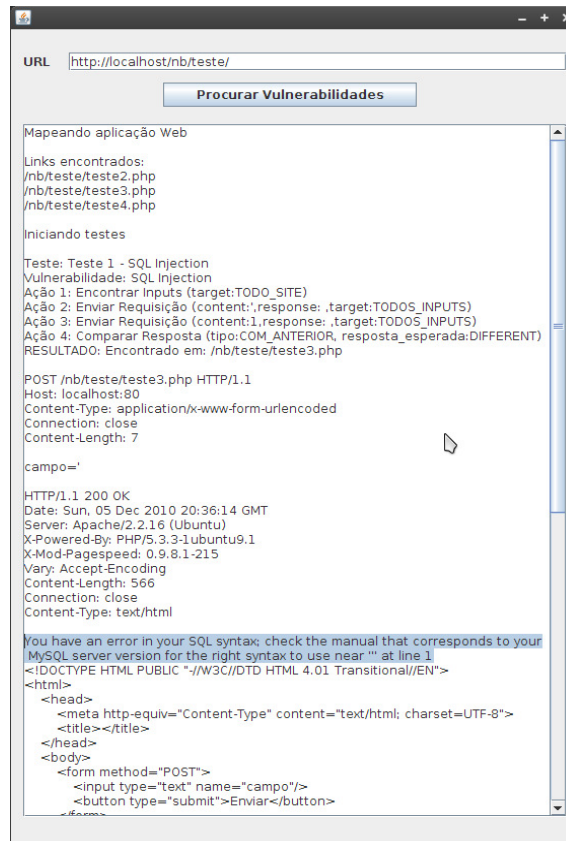 URL http://localhost/nb/teste/
Procurar Vulnerabilidades
Mapeando aplicação Web
Links encontrados:
/nb/teste/teste2.php
/nb/teste/teste3.php
/nb/teste/teste4.php
Iniciando testes
Teste: Teste 1 - SQL Injection
Vulnerabilidade: SQL Injection
Ação 1: Encontrar Inputs (target:TODO_SITE)
Ação 2: Enviar Requisição (content:',response: ,target:TODOS_INPUTS)
Ação 3: Enviar Requisição (content:1,response: ,target:TODOS_INPUTS)
Ação 4: Comparar Resposta (tipo:COM_ANTERIOR, resposta_esperada:DIFFERENT)
RESULTADO: Encontrado em: /nb/teste/teste3.php
POST /nb/teste/teste3.php HTTP/1.1
Host: localhost:80
Content-Type: application/x-www-form-urlencoded
Connection: close
Content-Length: 7
campo='
HTTP/1.1 200 OK
Date: Sun, 05 Dec 2010 20:36:14 GMT
Server: Apache/2.2.16 (Ubuntu)
X-Powered-By: PHP/5.3.3-1ubuntu9.1
X-Mod-Pagespeed: 0.9.8.1-215
Vary: Accept-Encoding
Content-Length: 566
Connection: close
Content-Type: text/html
You have an error in your SQL syntax; check the manual that corresponds to your
MySQL server version for the right syntax to use near ''' at line 1
<!DOCTYPE HTML PUBLIC "-//W3C//DTD HTML 4.01 Transitional//EN">
<html>
<head>
<meta http-equiv="Content-Type" content="text/html; charset=UTF-8">
<title></title>
</head>
<body>
<form method="POST">
<input type="text" name="campo"/>
<button type="submit">Enviar</button>
</form>